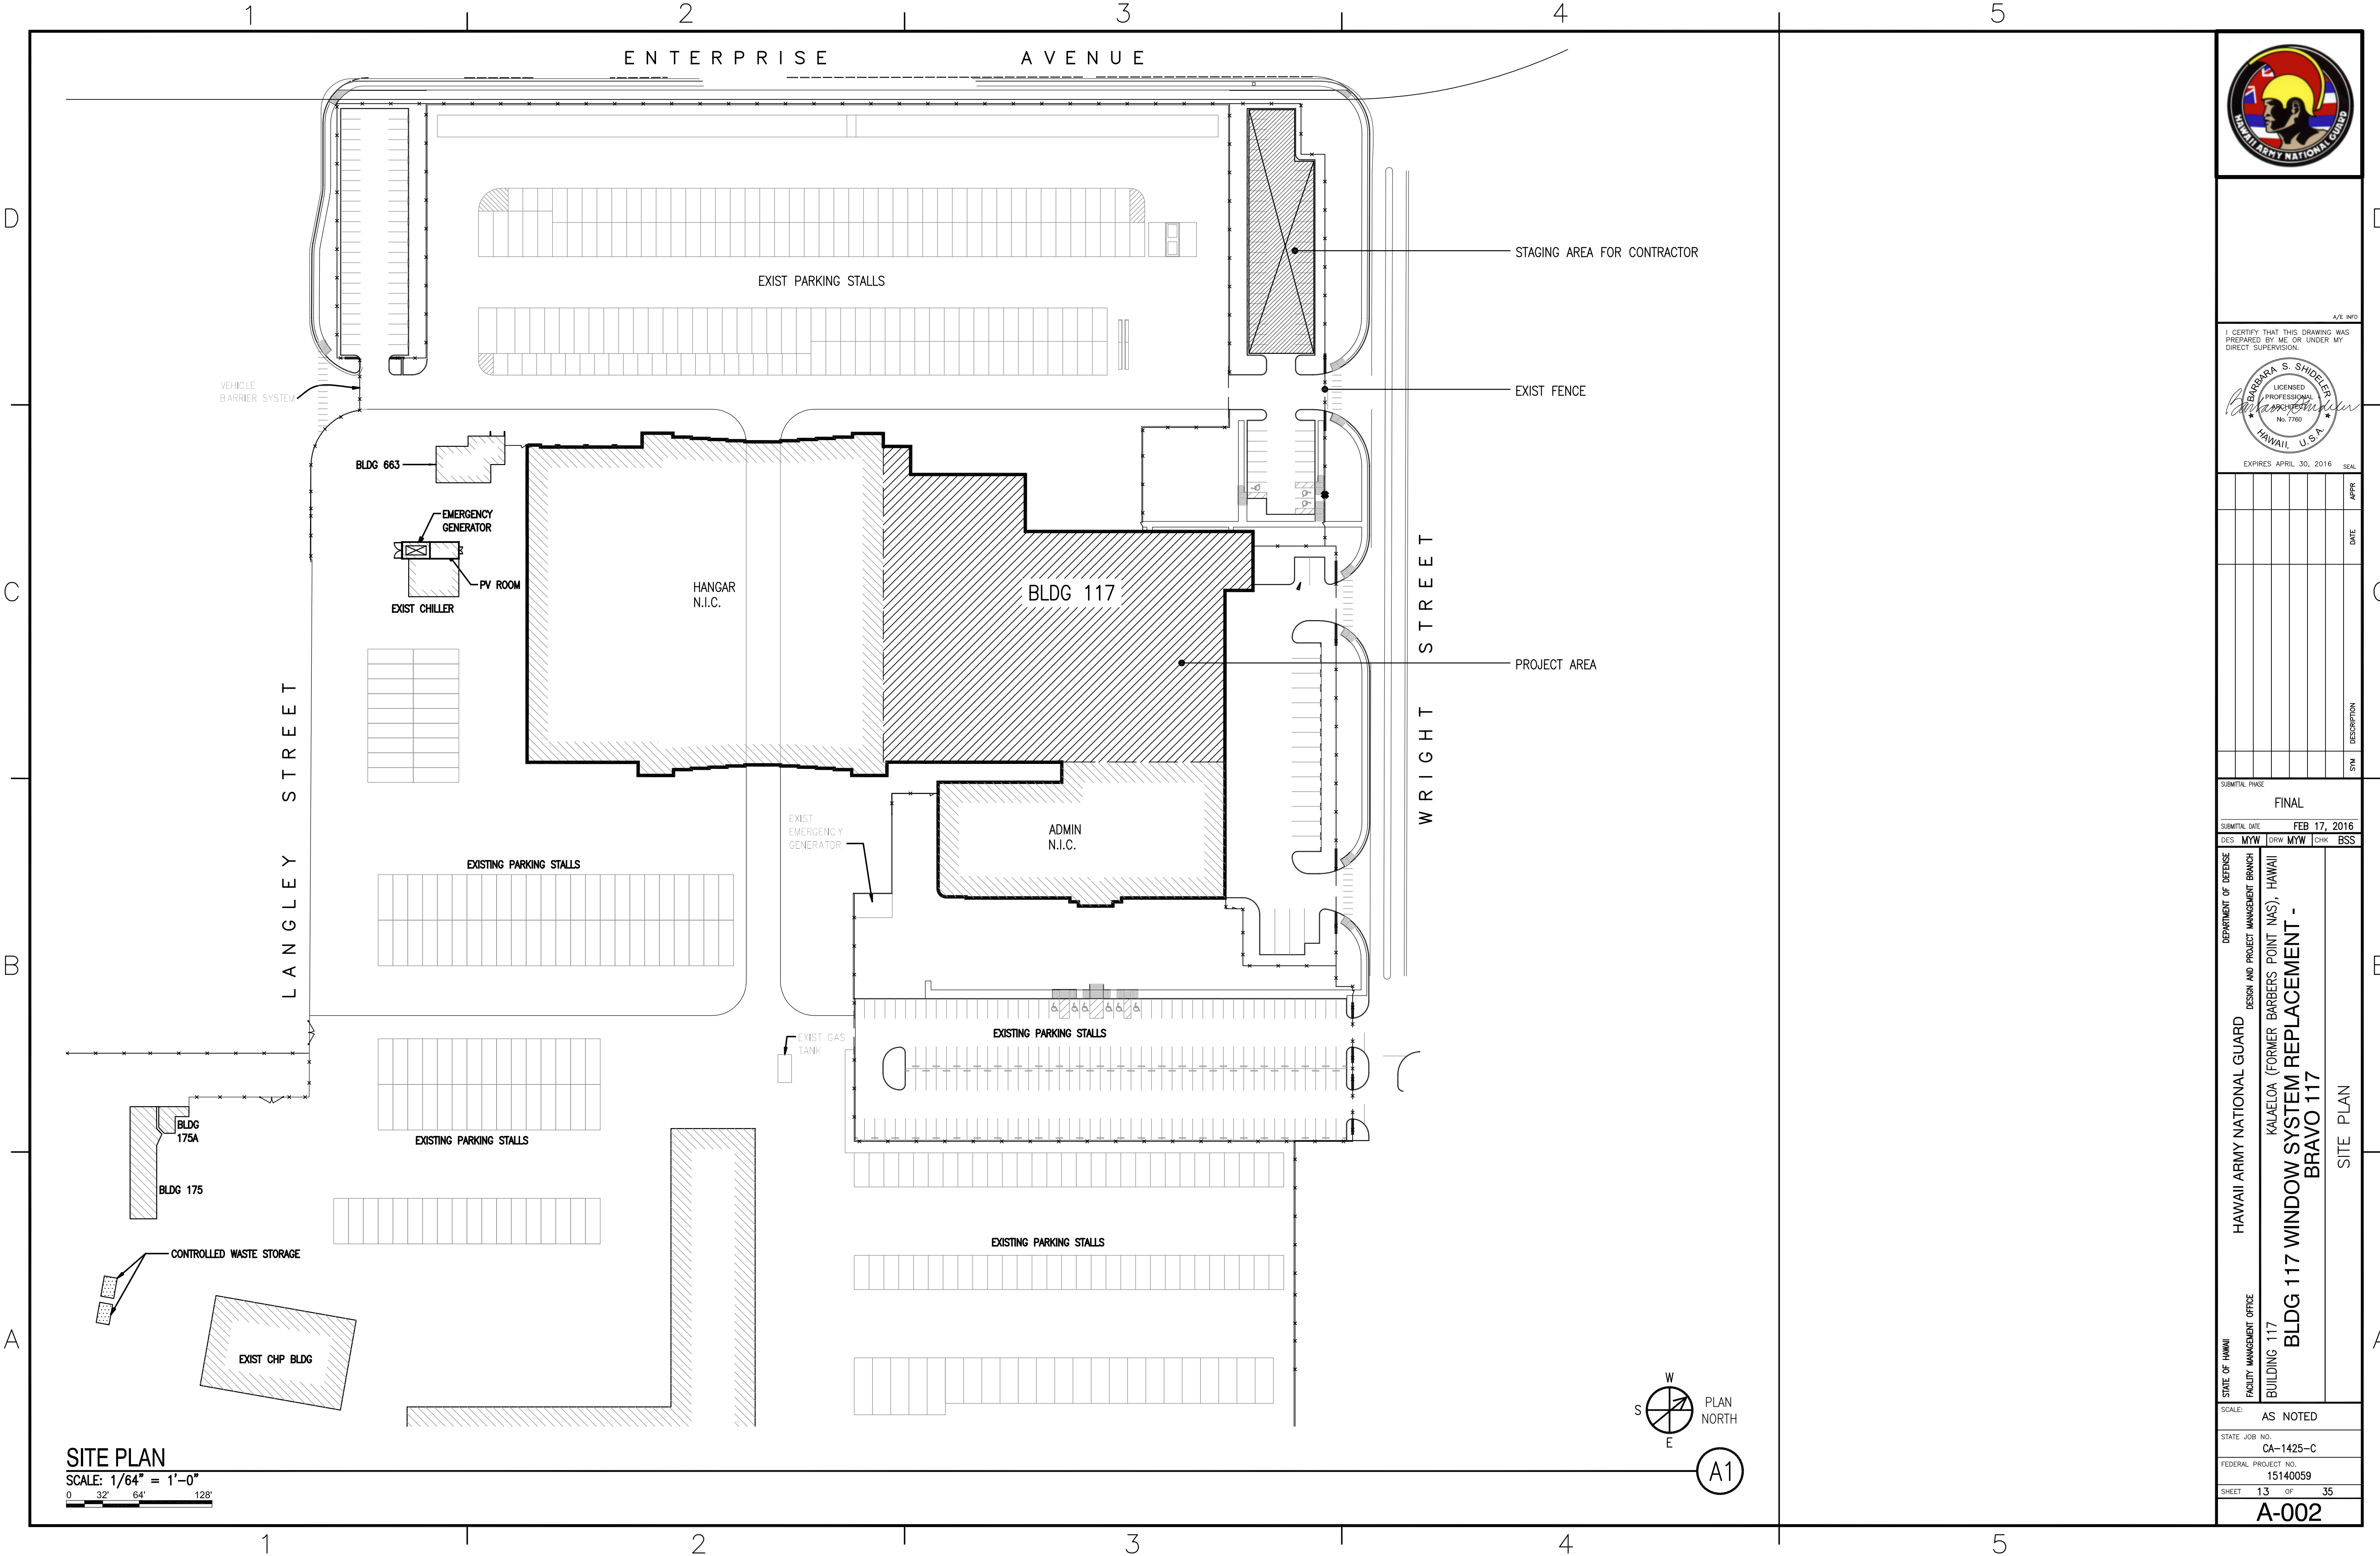 1 2 3 4 5
ENTERPRISE AVENUE
D
STAGING AREA FOR CONTRACTOR
EXIST PARKING STALLS
EXIST FENCE
VEHICLE
BARRIER SYSTEM
BLDG 663
EMERGENCY
GENERATOR
PV ROOM
EXIST CHILLER
C
HANGAR
N.I.C.
BLDG 117
PROJECT AREA
LANGLEY STREET
WRIGHT STREET
EXIST
EMERGENCY
GENERATOR
ADMIN
N.I.C.
EXISTING PARKING STALLS
B
EXIST GAS
TANK
EXISTING PARKING STALLS
BLDG
175A
EXISTING PARKING STALLS
BLDG 175
CONTROLLED WASTE STORAGE
EXISTING PARKING STALLS
A
EXIST CHP BLDG
W
S
E
PLAN
NORTH
SITE PLAN
SCALE: 1/64" = 1'-0"
0 32' 64' 128'
A1
1 2 3 4 5
HAWAII ARMY NATIONAL GUARD
A/E INFO
I CERTIFY THAT THIS DRAWING WAS
PREPARED BY ME OR UNDER MY
DIRECT SUPERVISION.
BARBARA S. SHIDELER
LICENSED
PROFESSIONAL
ARCHITECT
No. 7760
HAWAII, U.S.A.
EXPIRES APRIL 30, 2016 SEAL
APPR
DATE
DESCRIPTION
SYM
SUBMITTAL PHASE
FINAL
SUBMITTAL DATE FEB 17, 2016
DES MYW DRW MYW CHK BSS
STATE OF HAWAII DEPARTMENT OF DEFENSE
HAWAII ARMY NATIONAL GUARD
FACILITY MANAGEMENT OFFICE DESIGN AND PROJECT MANAGEMENT BRANCH
BUILDING 117 KALAELOA (FORMER BARBERS POINT NAS), HAWAII
BLDG 117 WINDOW SYSTEM REPLACEMENT -
BRAVO 117
SITE PLAN
SCALE:
AS NOTED
STATE JOB NO.
CA-1425-C
FEDERAL PROJECT NO.
15140059
SHEET 13 OF 35
A-002